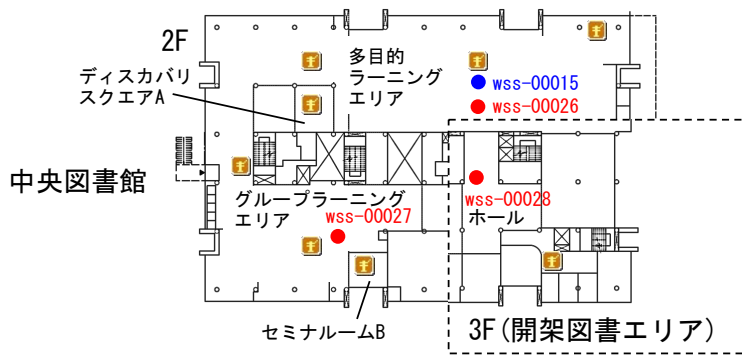 2F
ディスカバリ
スクエアA
多目的
ラーニング
エリア
wss-00015
wss-00026
中央図書館
グループラーニング
エリア
wss-00027
wss-00028
ホール
セミナルームB
3F(開架図書エリア)